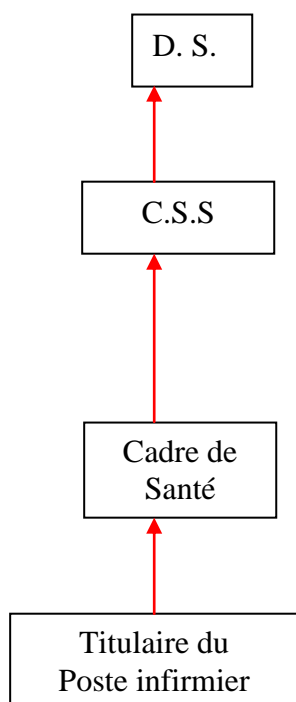 D. S.
C.S.S
Cadre de
Santé
Titulaire du
Poste infirmier